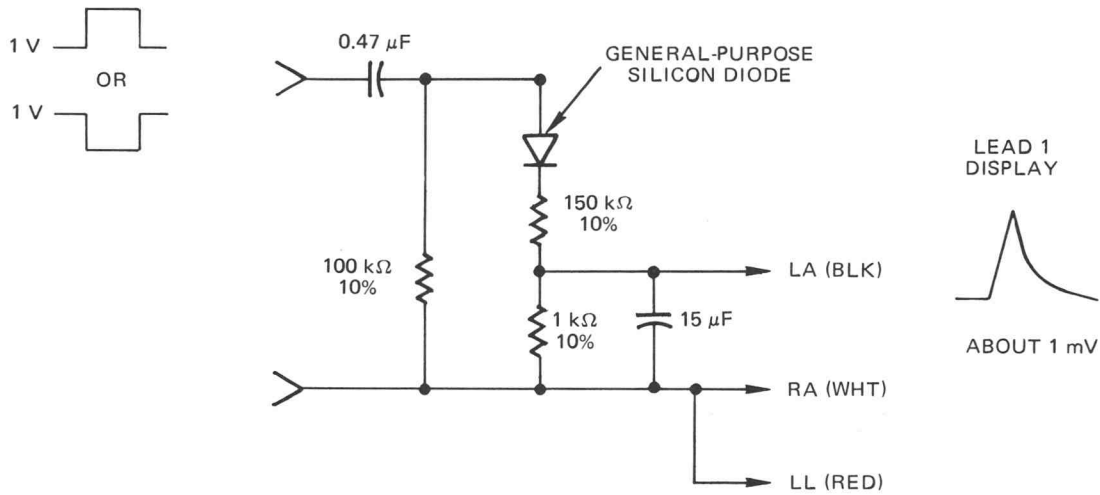 1 V
OR
1 V
0.47 μF
GENERAL-PURPOSE
SILICON DIODE
150 kΩ
10%
100 kΩ
10%
1 kΩ
10%
15 μF
LA (BLK)
RA (WHT)
LL (RED)
LEAD 1
DISPLAY
ABOUT 1 mV